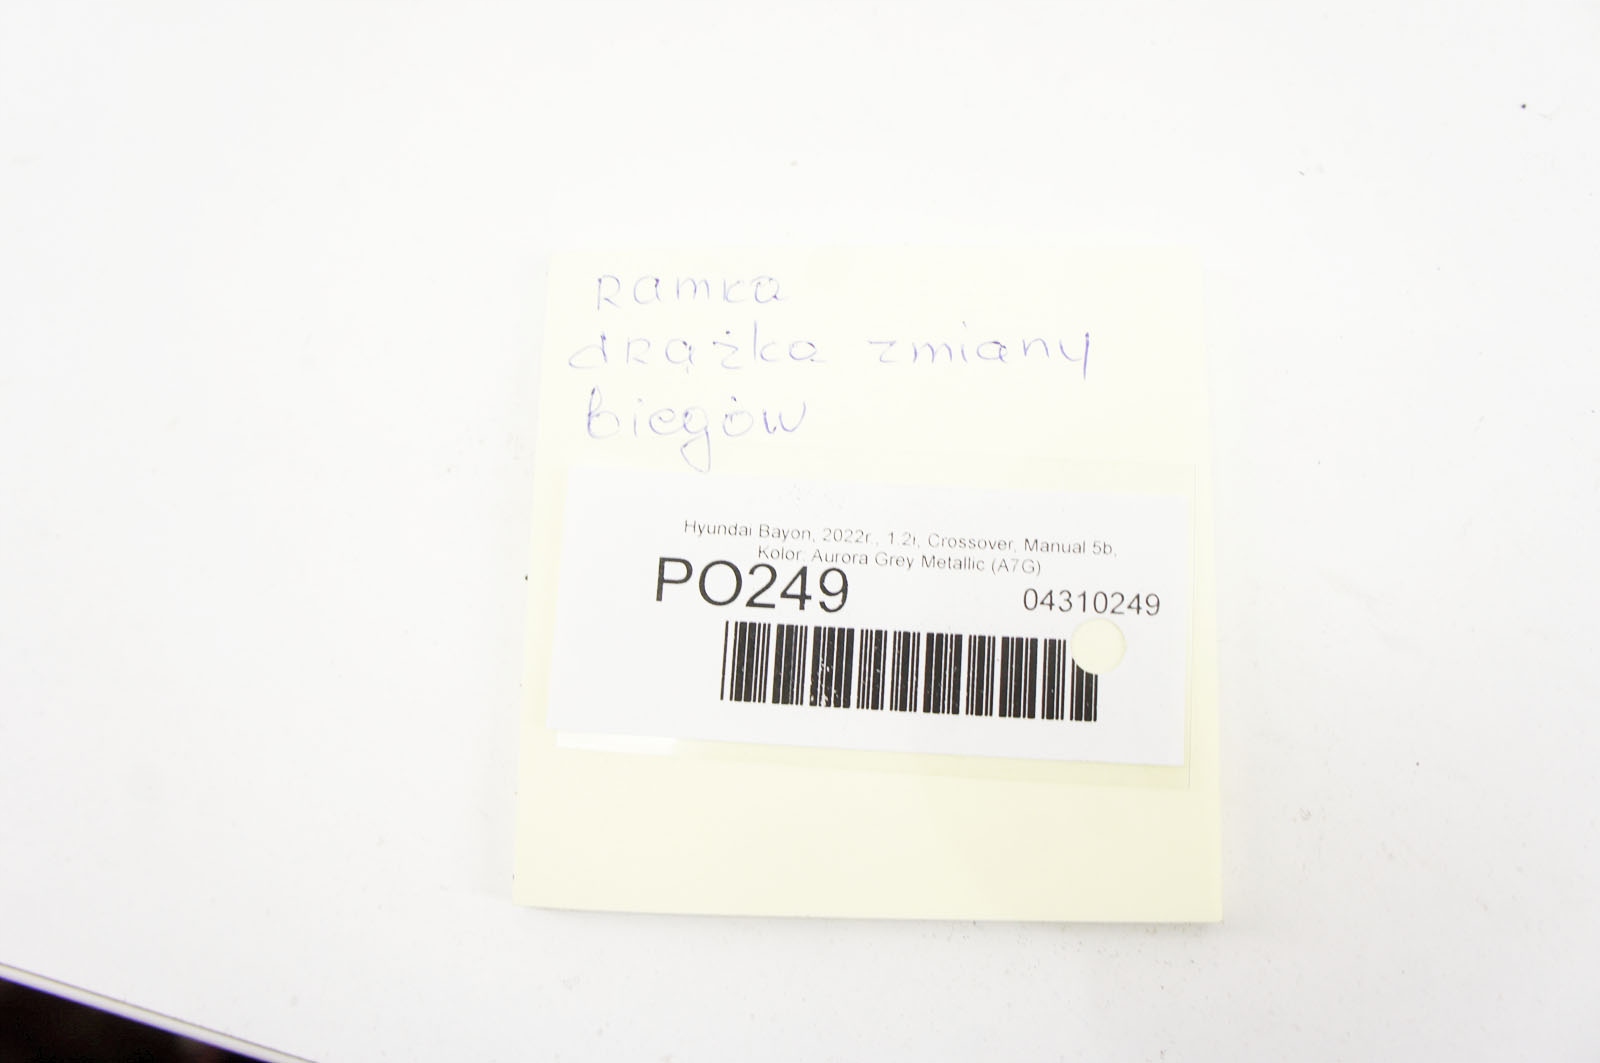 Ramka
drążka zmiany
biegów
Hyundai Bayon, 2022r., 1.2i, Crossover, Manual 5b,
Kolor: Aurora Grey Metallic (A7G)
PO249
04310249